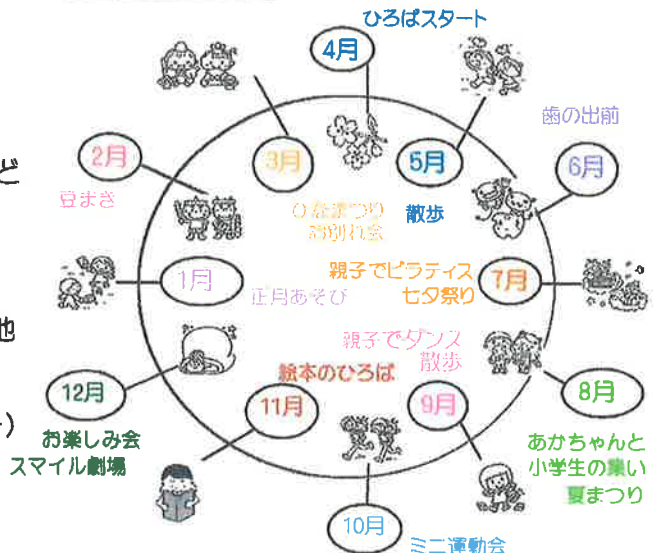 ひろばスタート
4月
5月
散歩
歯の出前
6月
7月
親子でピラティス
七夕祭り
8月
あかちゃんと
小学生の集い
夏まつり
9月
親子でダンス
散歩
10月
ミニ運動会
11月
絵本のひろば
12月
お楽しみ会
スマイル劇場
1月
正月あそび
2月
豆まき
3月
ひなまつり
お別れ会
ど
他
)